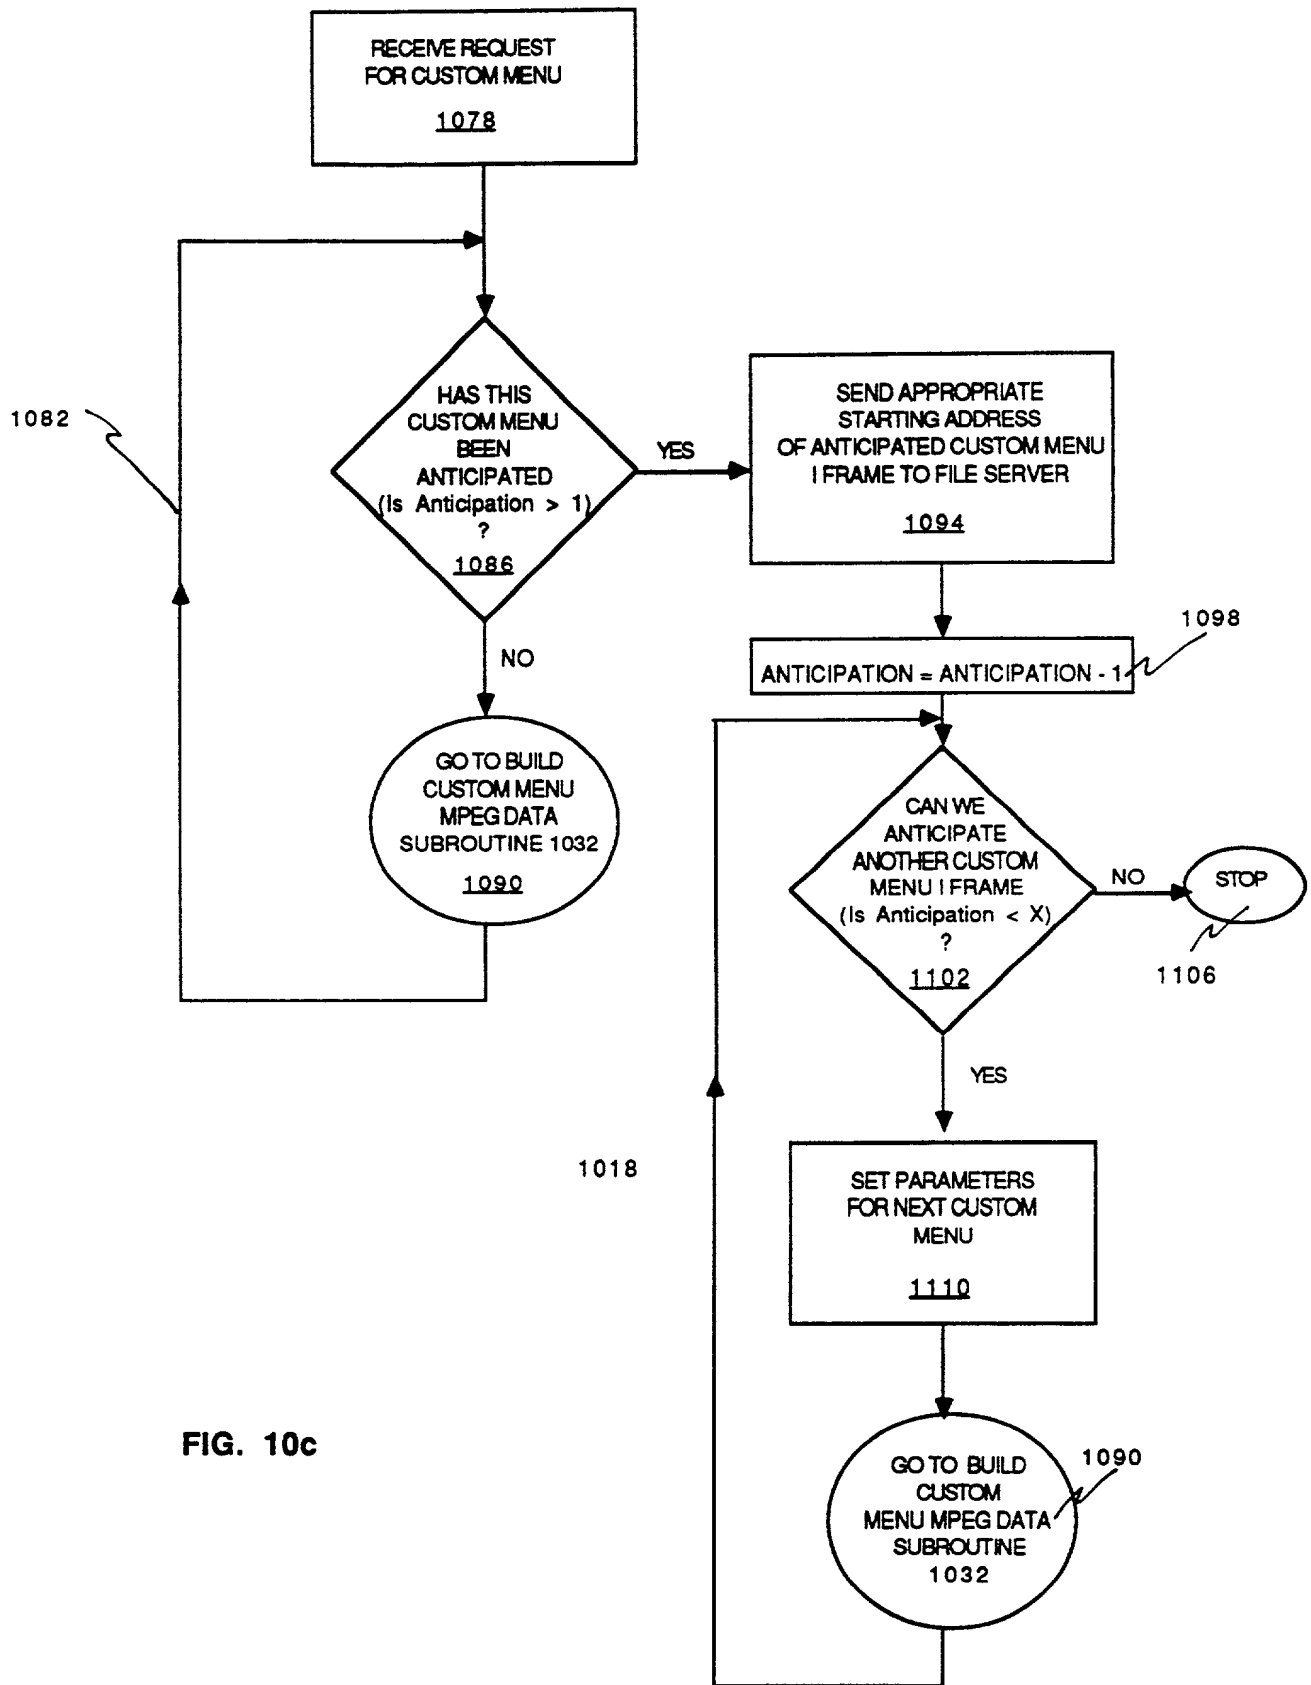 RECEIVE REQUEST
FOR CUSTOM MENU
1078
1082
HAS THIS
CUSTOM MENU
BEEN
ANTICIPATED
(Is Anticipation > 1)
?
1086
YES
SEND APPROPRIATE
STARTING ADDRESS
OF ANTICIPATED CUSTOM MENU
I FRAME TO FILE SERVER
1094
NO
1098
ANTICIPATION = ANTICIPATION - 1
GO TO BUILD
CUSTOM MENU
MPEG DATA
SUBROUTINE 1032
1090
CAN WE
ANTICIPATE
ANOTHER CUSTOM
MENU I FRAME
(Is Anticipation < X)
?
1102
NO
STOP
1106
YES
1018
SET PARAMETERS
FOR NEXT CUSTOM
MENU
1110
FIG. 10c
GO TO BUILD
CUSTOM
MENU MPEG DATA
SUBROUTINE
1032
1090